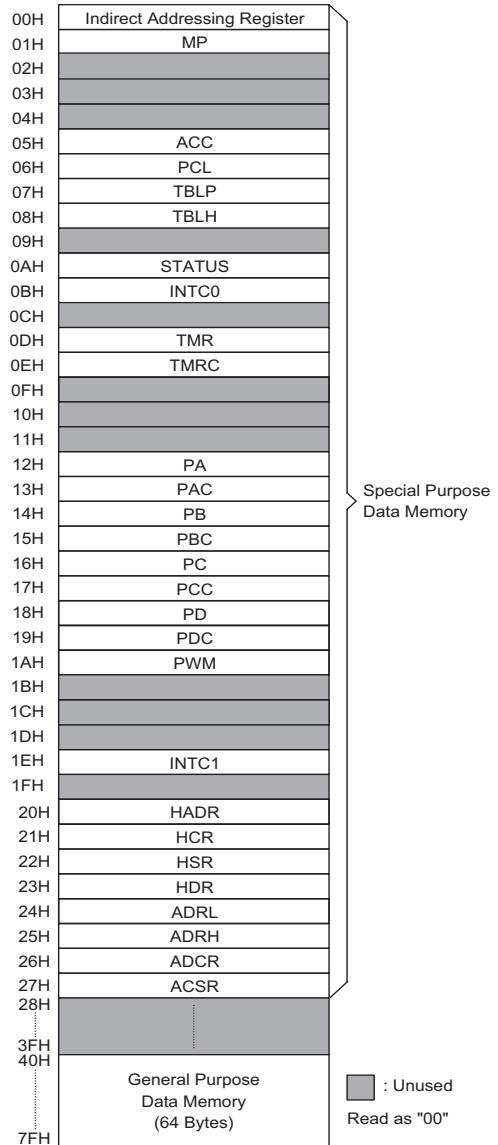 00H Indirect Addressing Register
01H MP
02H
03H
04H
05H ACC
06H PCL
07H TBLP
08H TBLH
09H
0AH STATUS
0BH INTC0
0CH
0DH TMR
0EH TMRC
0FH
10H
11H
12H PA
13H PAC
14H PB
15H PBC
16H PC
17H PCC
18H PD
19H PDC
1AH PWM
1BH
1CH
1DH
1EH INTC1
1FH
20H HADR
21H HCR
22H HSR
23H HDR
24H ADRL
25H ADRH
26H ADCR
27H ACSR
28H
3FH
40H
General Purpose
Data Memory
(64 Bytes)
7FH
Special Purpose
Data Memory
: Unused
Read as "00"